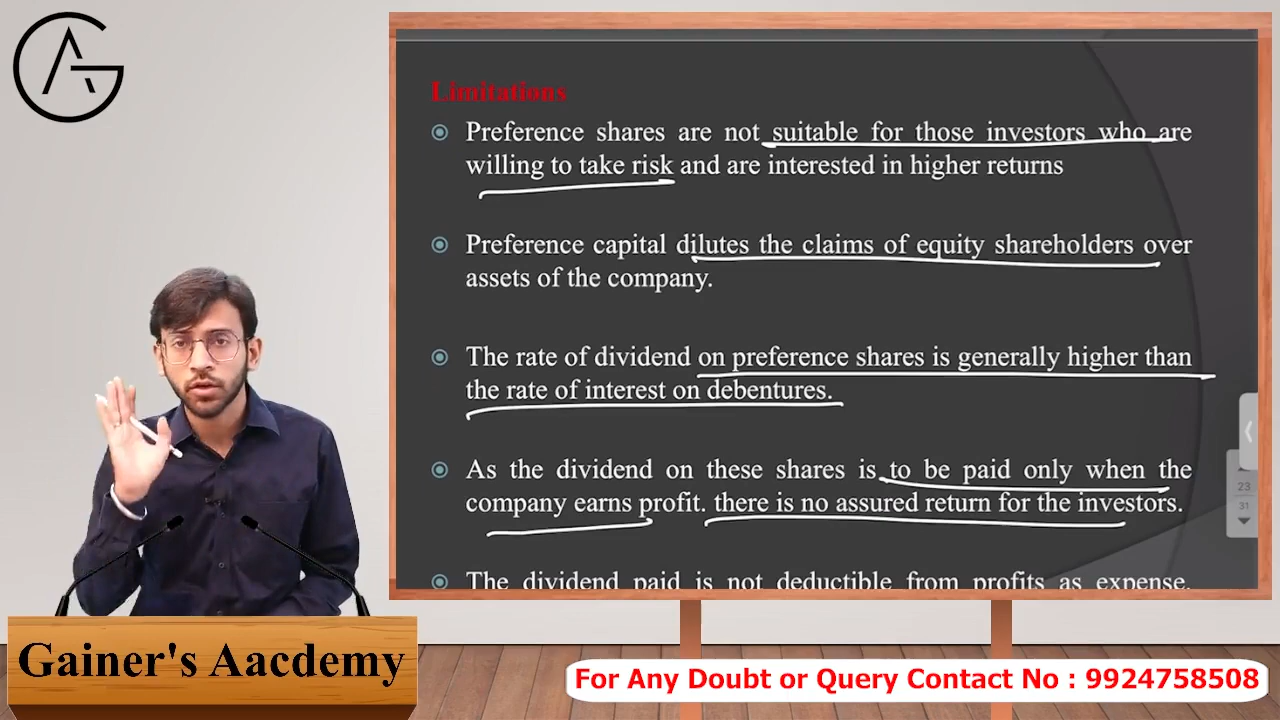 AG
Limitations
Preference shares are not suitable for those investors who are
willing to take risk and are interested in higher returns
Preference capital dilutes the claims of equity shareholders over
assets of the company.
The rate of dividend on preference shares is generally higher than
the rate of interest on debentures.
As the dividend on these shares is to be paid only when the
company earns profit. there is no assured return for the investors.
The dividend paid is not deductible from profits as expense.
23
31
Gainer's Aacdemy
For Any Doubt or Query Contact No : 9924758508